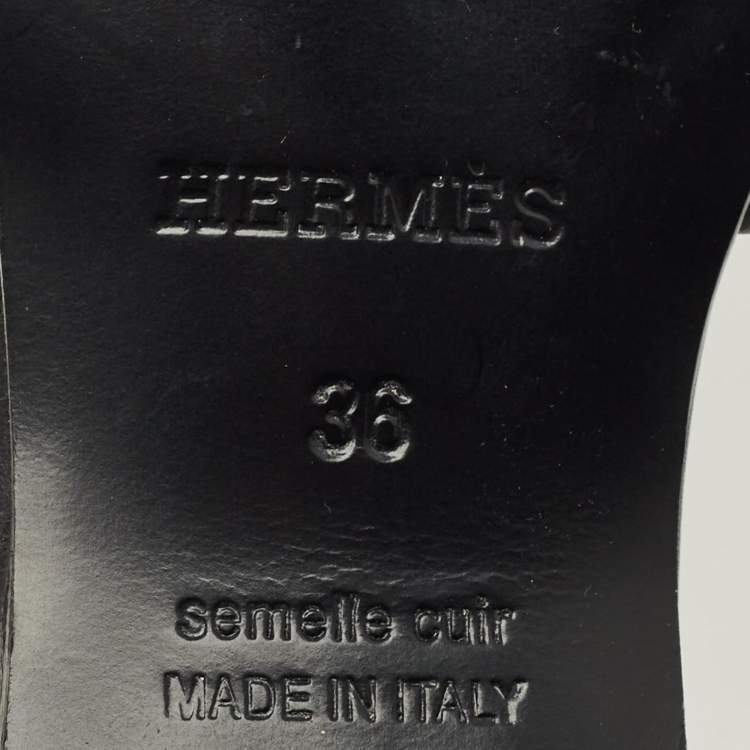 HERMÈS
36
semelle cuir
MADE IN ITALY